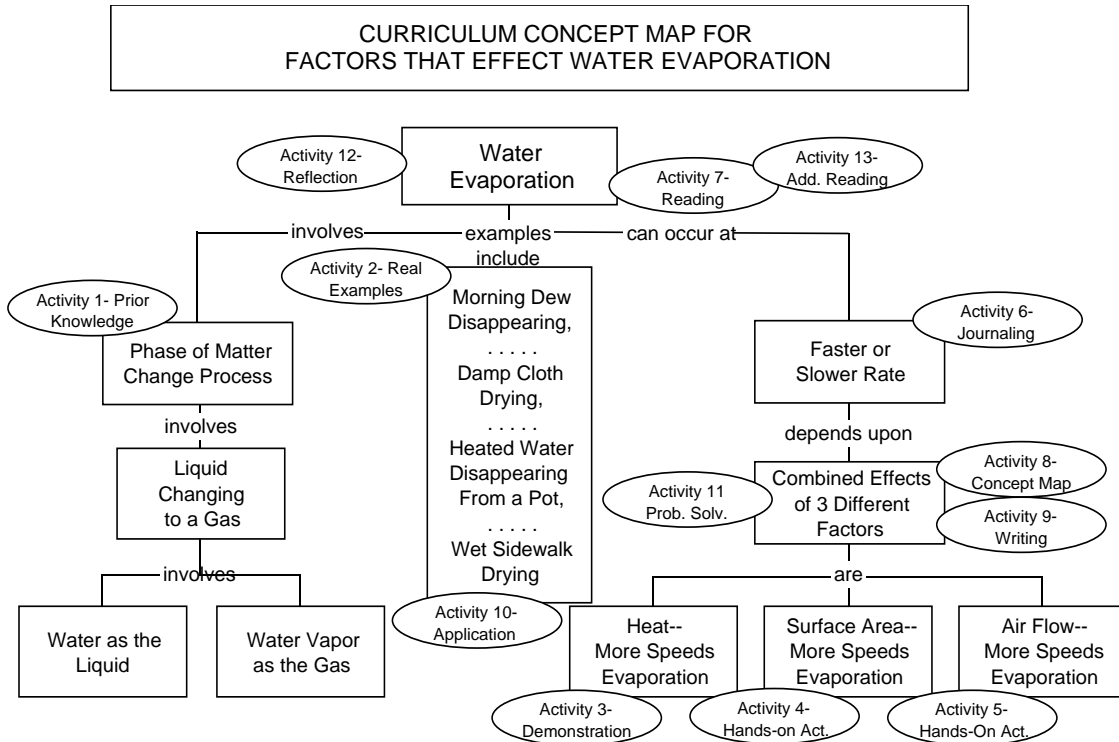 CURRICULUM CONCEPT MAP FOR
FACTORS THAT EFFECT WATER EVAPORATION
Activity 12-
Reflection
Water
Evaporation
Activity 7-
Reading
Activity 13-
Add. Reading
involves
examples
include
can occur at
Activity 1- Prior
Knowledge
Phase of Matter
Change Process
involves
Liquid
Changing
to a Gas
involves
Water as the
Liquid
Water Vapor
as the Gas
Activity 2- Real
Examples
Morning Dew
Disappearing,
. . . . .
Damp Cloth
Drying,
. . . . .
Heated Water
Disappearing
From a Pot,
. . . . .
Wet Sidewalk
Drying
Activity 10-
Application
Activity 6-
Journaling
Faster or
Slower Rate
depends upon
Activity 11
Prob. Solv.
Combined Effects
of 3 Different
Factors
Activity 8-
Concept Map
Activity 9-
Writing
are
Heat--
More Speeds
Evaporation
Surface Area--
More Speeds
Evaporation
Air Flow--
More Speeds
Evaporation
Activity 3-
Demonstration
Activity 4-
Hands-on Act.
Activity 5-
Hands-On Act.